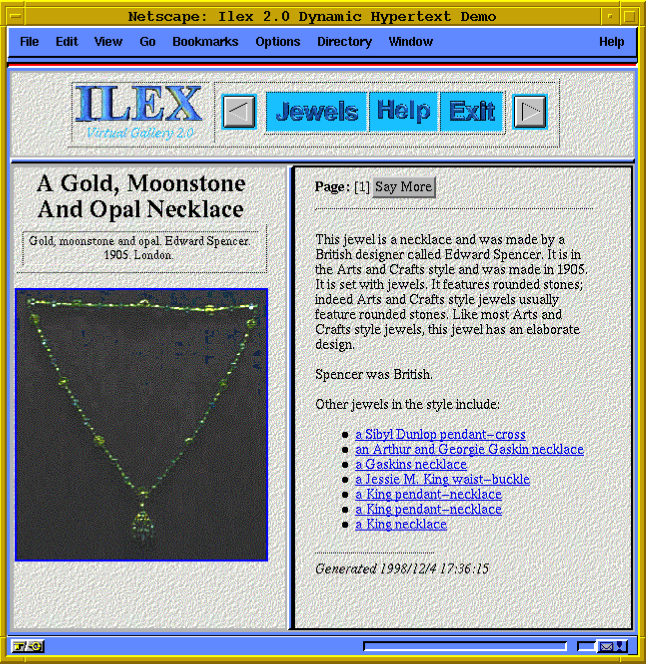 Netscape: Ilex 2.0 Dynamic Hypertext Demo
File Edit View Go Bookmarks Options Directory Window Help
ILEX
Virtual Gallery 2.0
Jewels Help Exit
A Gold, Moonstone
And Opal Necklace
Gold, moonstone and opal. Edward Spencer.
1905. London.
Page: [1] Say More
This jewel is a necklace and was made by a
British designer called Edward Spencer. It is in
the Arts and Crafts style and was made in 1905.
It is set with jewels. It features rounded stones;
indeed Arts and Crafts style jewels usually
feature rounded stones. Like most Arts and
Crafts style jewels, this jewel has an elaborate
design.
Spencer was British.
Other jewels in the style include:
a Sibyl Dunlop pendant-cross
an Arthur and Georgie Gaskin necklace
a Gaskins necklace
a Jessie M. King waist-buckle
a King pendant-necklace
a King pendant-necklace
a King necklace
Generated 1998/12/4 17:36:15